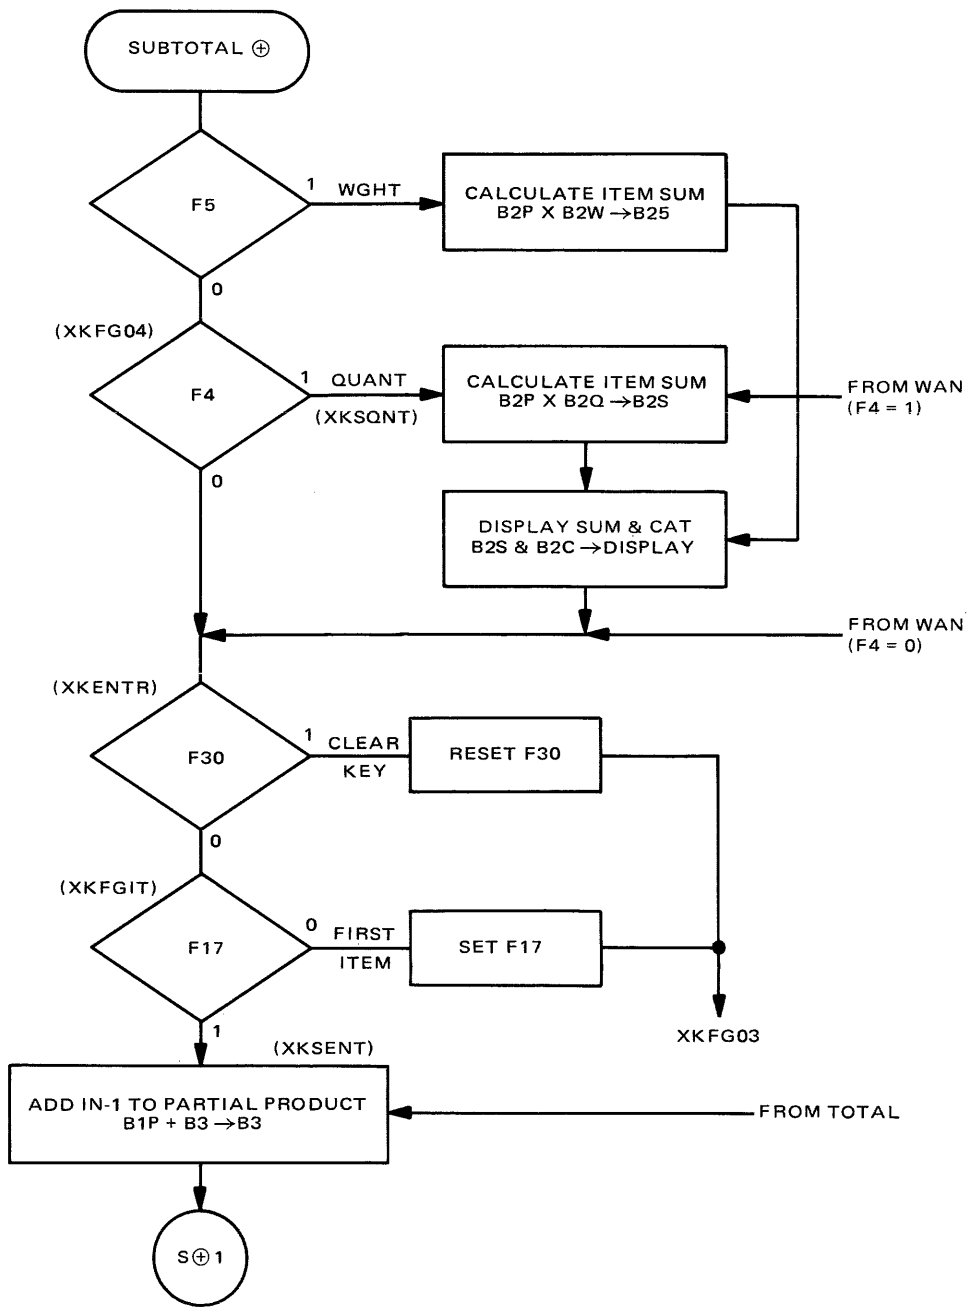 SUBTOTAL ⊕
F5
1
WGHT
CALCULATE ITEM SUM
B2P X B2W →B25
0
(XKFG04)
F4
1
QUANT
(XKSQNT)
CALCULATE ITEM SUM
B2P X B2Q →B2S
FROM WAN
(F4 = 1)
0
DISPLAY SUM & CAT
B2S & B2C →DISPLAY
FROM WAN
(F4 = 0)
(XKENTR)
F30
1
CLEAR
KEY
RESET F30
0
(XKFGIT)
F17
0
FIRST
ITEM
SET F17
1
XKFG03
(XKSENT)
ADD IN-1 TO PARTIAL PRODUCT
B1P + B3 →B3
FROM TOTAL
S⊕1